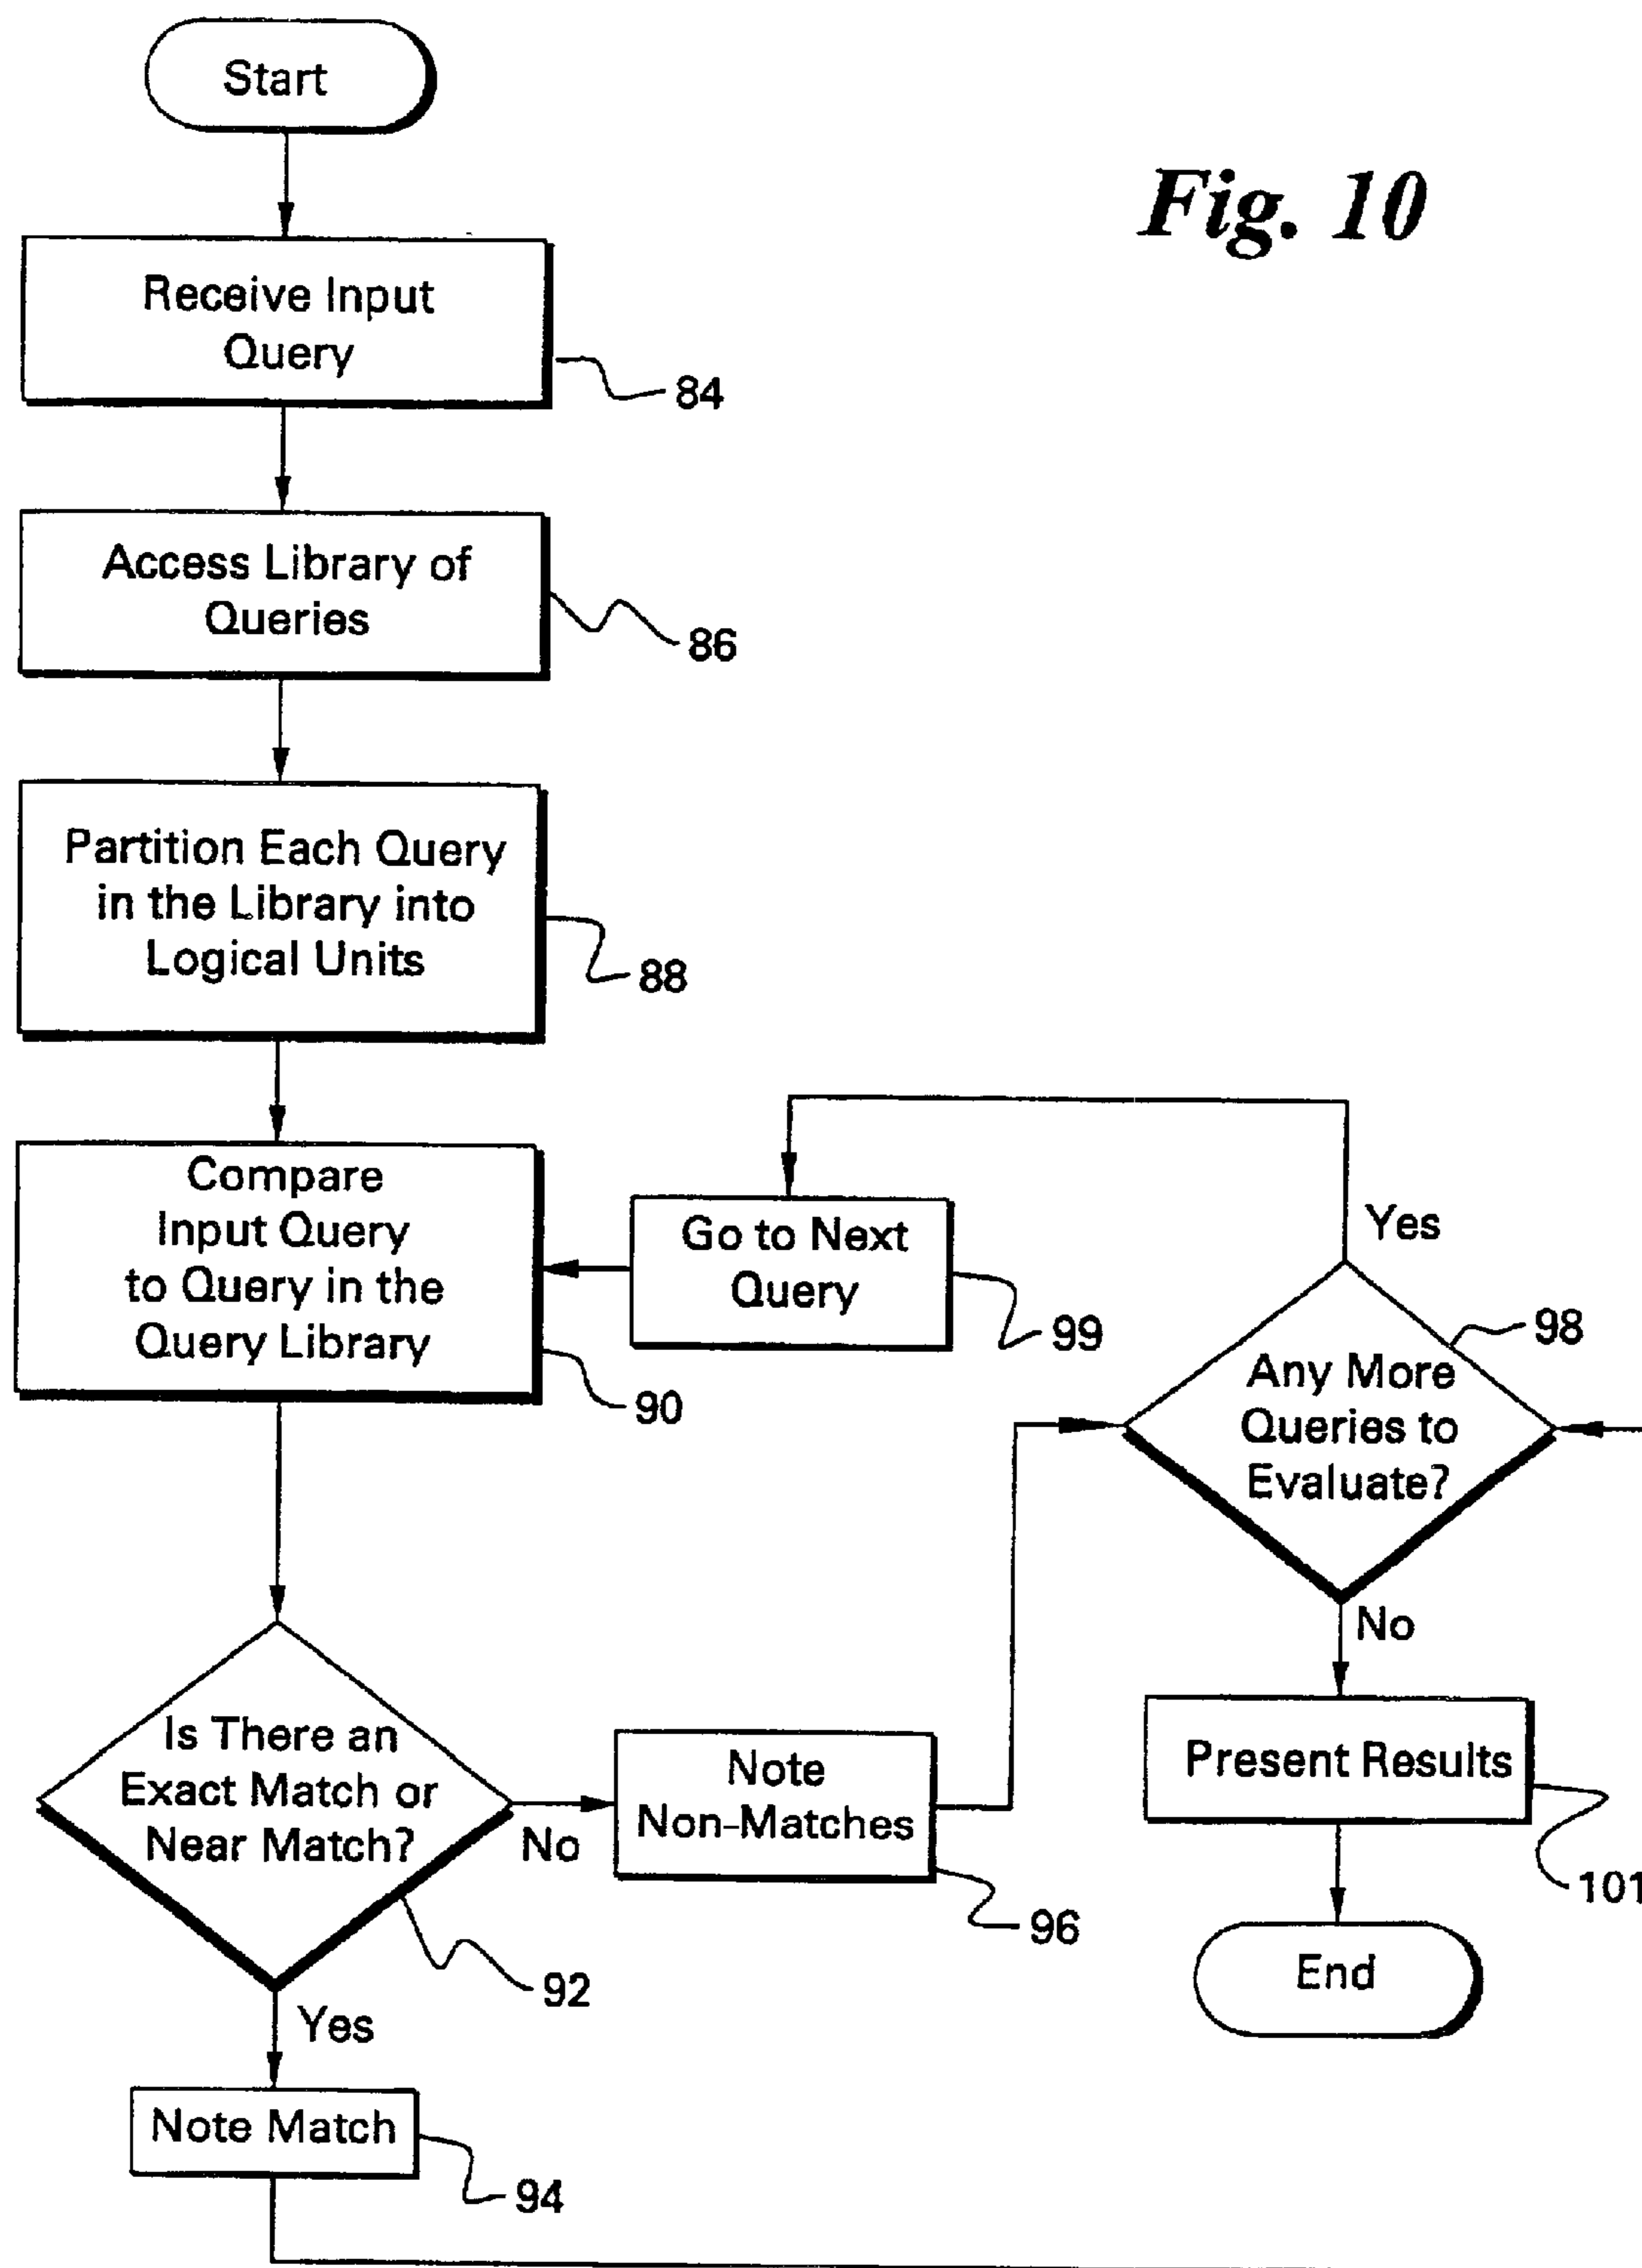 Start
Fig. 10
Receive Input
Query
84
Access Library of
Queries
86
Partition Each Query
in the Library into
Logical Units
88
Compare
Input Query
to Query in the
Query Library
90
Go to Next
Query
99
Yes
98
Any More
Queries to
Evaluate?
No
Is There an
Exact Match or
Near Match?
No
92
Yes
Note
Non-Matches
96
Present Results
101
End
Note Match
94